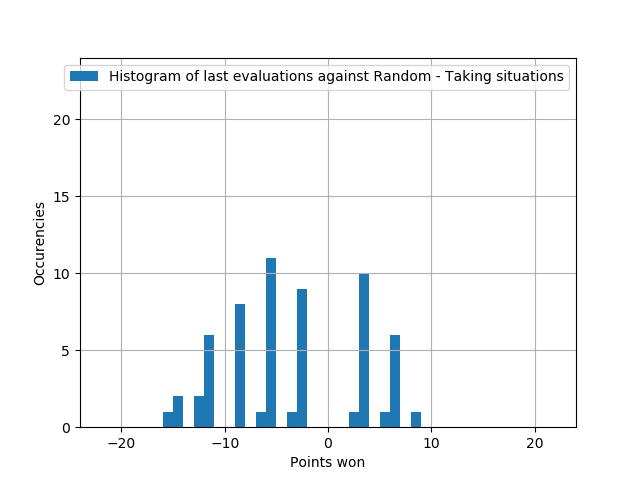 Histogram of last evaluations against Random - Taking situations
20
15
10
5
0
Occurencies
−20 −10 0 10 20
Points won